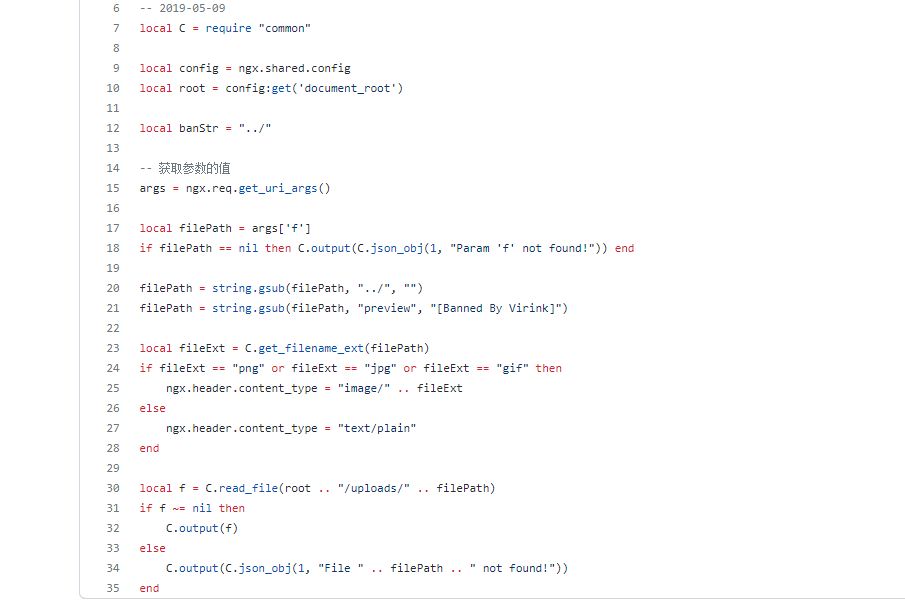 6 -- 2019-05-09
7 local C = require "common"
8
9 local config = ngx.shared.config
10 local root = config:get('document_root')
11
12 local banStr = "../"
13
14 -- 获取参数的值
15 args = ngx.req.get_uri_args()
16
17 local filePath = args['f']
18 if filePath == nil then C.output(C.json_obj(1, "Param 'f' not found!")) end
19
20 filePath = string.gsub(filePath, "../", "")
21 filePath = string.gsub(filePath, "preview", "[Banned By Virink]")
22
23 local fileExt = C.get_filename_ext(filePath)
24 if fileExt == "png" or fileExt == "jpg" or fileExt == "gif" then
25     ngx.header.content_type = "image/" .. fileExt
26 else
27     ngx.header.content_type = "text/plain"
28 end
29
30 local f = C.read_file(root .. "/uploads/" .. filePath)
31 if f ~= nil then
32     C.output(f)
33 else
34     C.output(C.json_obj(1, "File " .. filePath .. " not found!"))
35 end